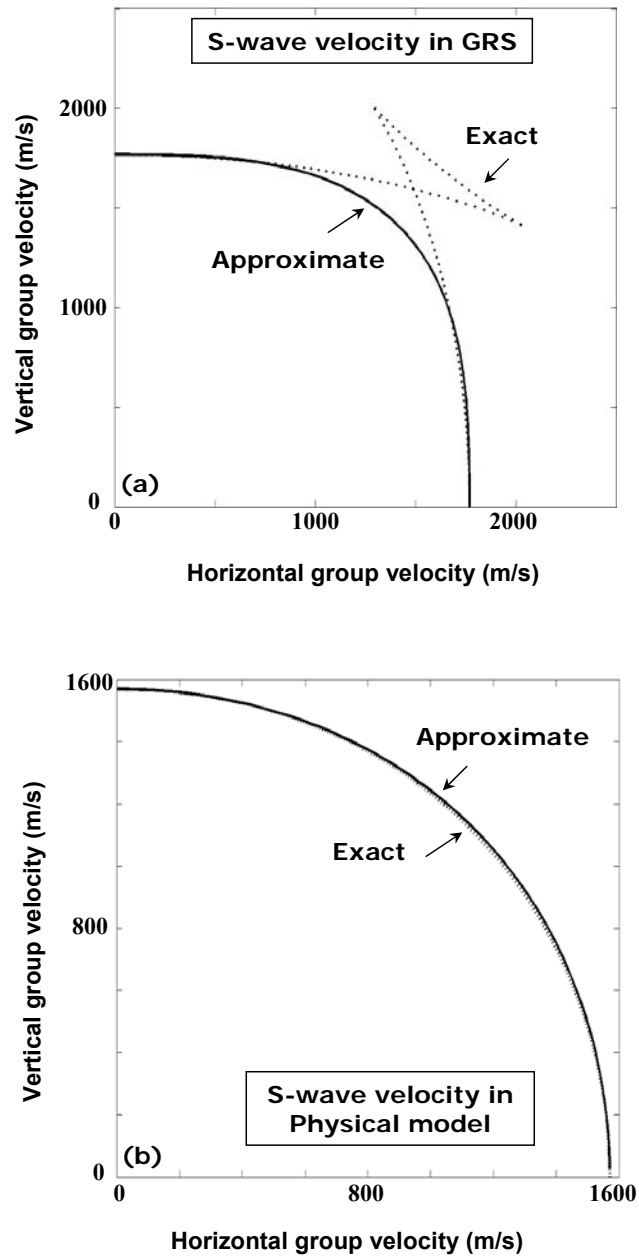 S-wave velocity in GRS
2000
Exact
Approximate
1000
0
(a)
0 1000 2000
Vertical group velocity (m/s)
Horizontal group velocity (m/s)
1600
Approximate
Exact
800
S-wave velocity in
Physical model
(b)
0
0 800 1600
Vertical group velocity (m/s)
Horizontal group velocity (m/s)